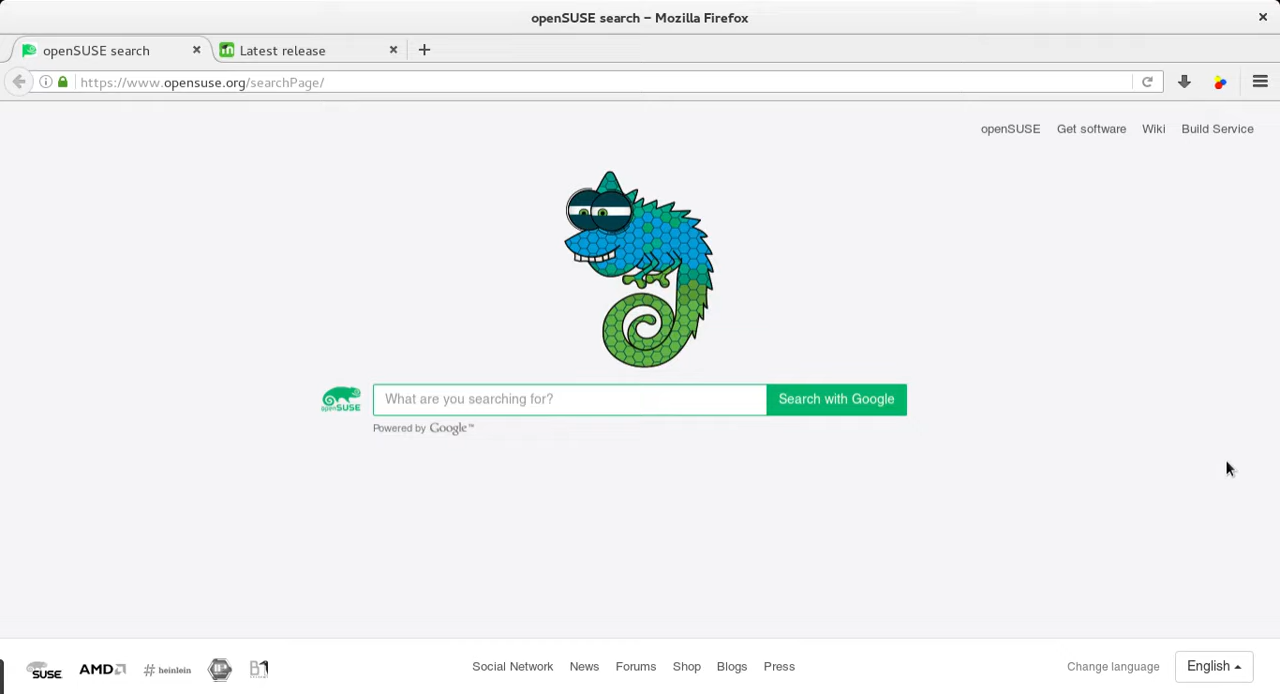 openSUSE search - Mozilla Firefox
openSUSE search
Latest release
https://www.opensuse.org/searchPage/
openSUSE Get software Wiki Build Service
openSUSE
What are you searching for?
Search with Google
Powered by Google™
SUSE
AMD
# heinlein
B1
Social Network News Forums Shop Blogs Press
Change language
English